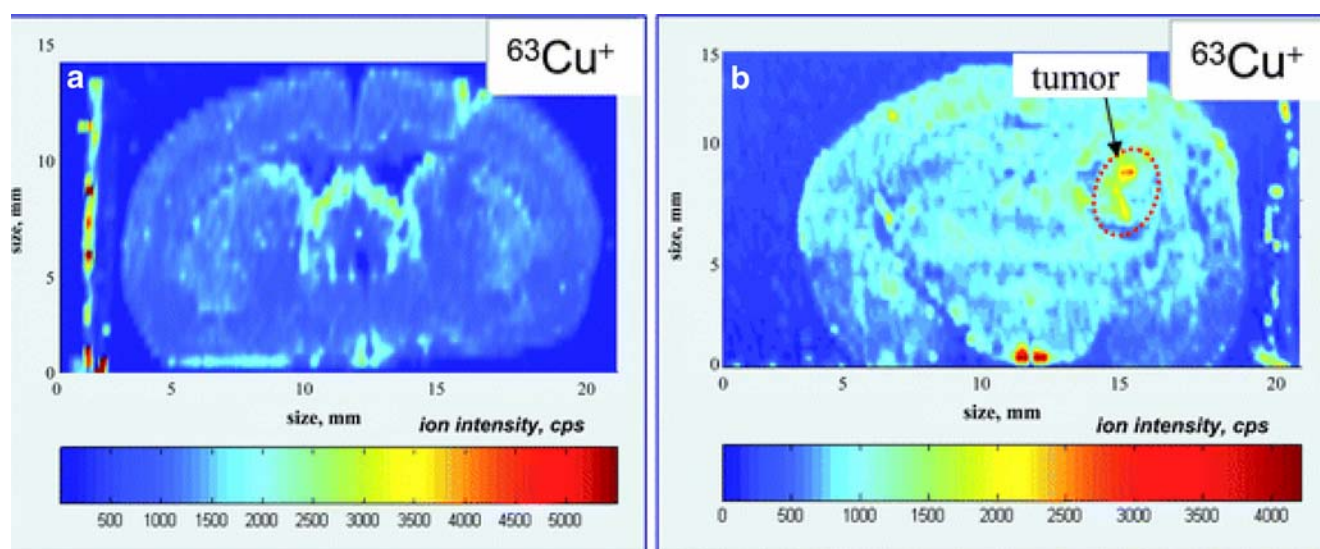 a
⁶³Cu⁺
15
10
5
0
size, mm
0 5 10 15 20
size, mm
ion intensity, cps
500 1000 1500 2000 2500 3000 3500 4000 4500 5000
b
tumor
⁶³Cu⁺
15
10
5
0
size, mm
0 5 10 15 20
size, mm
ion intensity, cps
0 500 1000 1500 2000 2500 3000 3500 4000